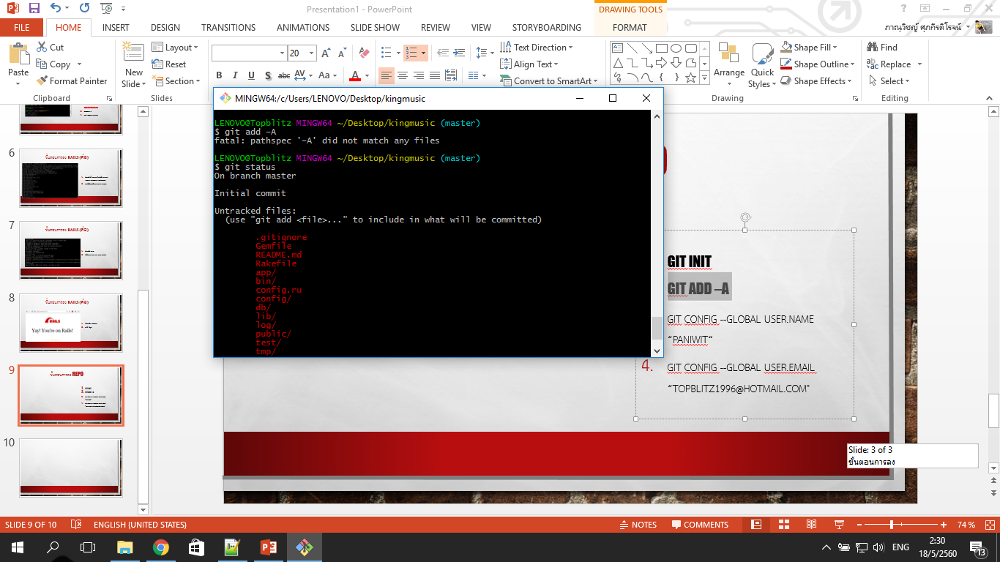 Presentation1 - PowerPoint
DRAWING TOOLS
FILE
HOME
INSERT
DESIGN
TRANSITIONS
ANIMATIONS
SLIDE SHOW
REVIEW
VIEW
STORYBOARDING
FORMAT
ภาณุวิชญ์ ศุภกีรติโรจน์
Paste
Cut
Copy
Format Painter
Clipboard
New
Slide
Layout
Reset
Section
Slides
20
Text Direction
Align Text
Convert to SmartArt
Arrange
Quick
Styles
Shape Fill
Shape Outline
Shape Effects
Drawing
Find
Replace
Select
Editing
MINGW64:/c/Users/LENOVO/Desktop/kingmusic
LENOVO@Topblitz MINGW64 ~/Desktop/kingmusic (master)
$ git add –A
fatal: pathspec '–A' did not match any files
LENOVO@Topblitz MINGW64 ~/Desktop/kingmusic (master)
$ git status
On branch master
Initial commit
Untracked files:
(use "git add <file>..." to include in what will be committed)
.gitignore
Gemfile
README.md
Rakefile
app/
bin/
config.ru
config/
db/
lib/
log/
public/
test/
tmp/
6
ขั้นตอนการลง RAILS (ต่อ)
7
ขั้นตอนการลง RAILS (ต่อ)
8
ขั้นตอนการลง RAILS (ต่อ)
RAILS
Yay! You're on Rails!
9
ขั้นตอนการลง REPO
10
GIT INIT
GIT ADD –A
GIT CONFIG --GLOBAL USER.NAME
“PANIWIT“
4. GIT CONFIG --GLOBAL USER.EMAIL
“TOPBLITZ1996@HOTMAIL.COM"
Slide: 3 of 3
ขั้นตอนการลง
SLIDE 9 OF 10
ENGLISH (UNITED STATES)
NOTES
COMMENTS
74 %
ENG
2:30
18/5/2560
13